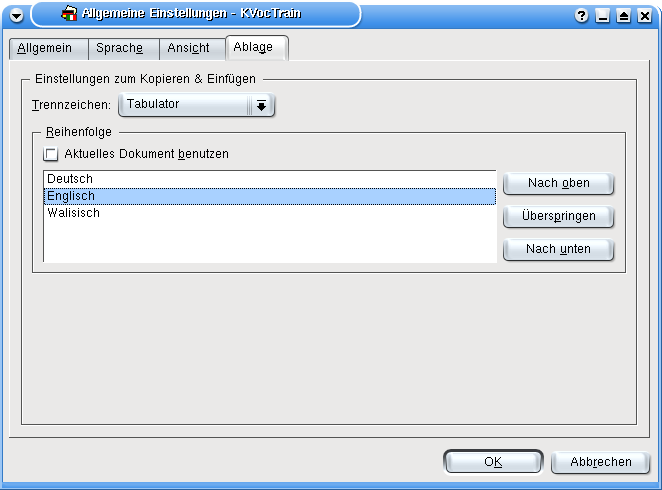 Allgemeine Einstellungen - KVocTrain
Allgemein Sprache Ansicht Ablage
Einstellungen zum Kopieren & Einfügen
Trennzeichen: Tabulator
Reihenfolge
Aktuelles Dokument benutzen
Deutsch
Englisch
Walisisch
Nach oben
Überspringen
Nach unten
OK Abbrechen